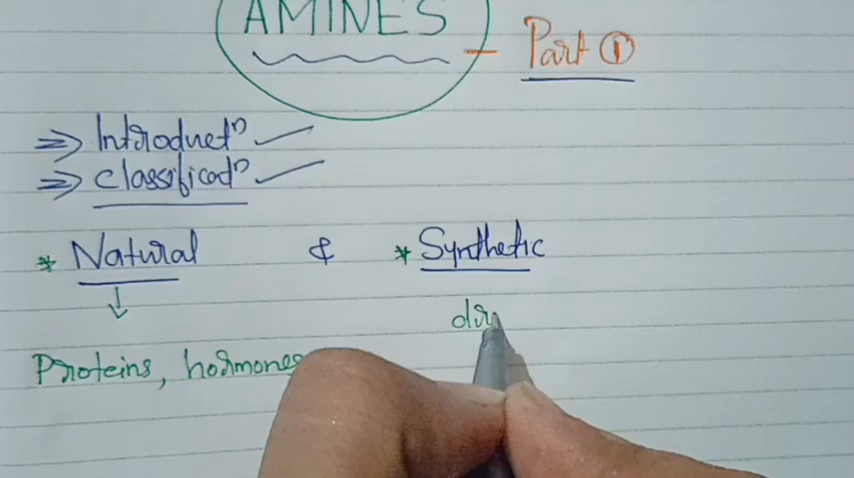 AMINES - Part ①
⇒ Introductⁿ ✓
⇒ Classificatⁿ ✓
* Natural & * Synthetic
↓
Proteins, hormones